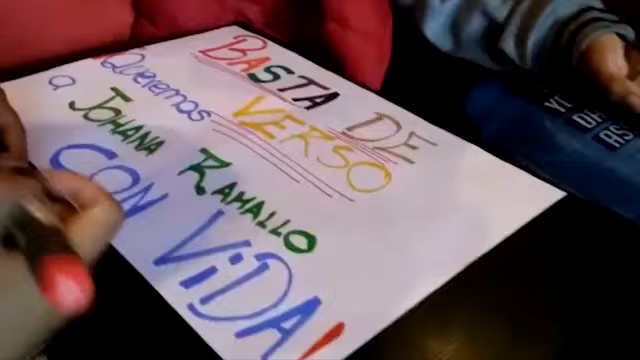 BASTA DE
VERSO
¡Queremos
a JOHANA RAMALLO
CON VIDA!